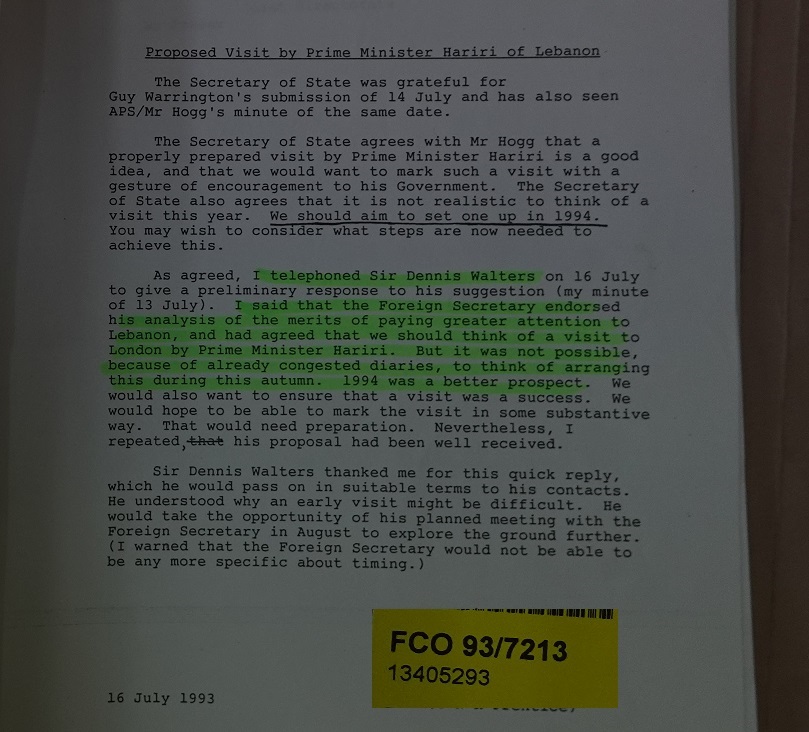 Proposed Visit by Prime Minister Hariri of Lebanon
The Secretary of State was grateful for
Guy Warrington's submission of 14 July and has also seen
APS/Mr Hogg's minute of the same date.
The Secretary of State agrees with Mr Hogg that a
properly prepared visit by Prime Minister Hariri is a good
idea, and that we would want to mark such a visit with a
gesture of encouragement to his Government. The Secretary
of State also agrees that it is not realistic to think of a
visit this year. We should aim to set one up in 1994.
You may wish to consider what steps are now needed to
achieve this.
As agreed, I telephoned Sir Dennis Walters on 16 July
to give a preliminary response to his suggestion (my minute
of 13 July). I said that the Foreign Secretary endorsed
his analysis of the merits of paying greater attention to
Lebanon, and had agreed that we should think of a visit to
London by Prime Minister Hariri. But it was not possible,
because of already congested diaries, to think of arranging
this during this autumn. 1994 was a better prospect. We
would also want to ensure that a visit was a success. We
would hope to be able to mark the visit in some substantive
way. That would need preparation. Nevertheless, I
repeated, that his proposal had been well received.
Sir Dennis Walters thanked me for this quick reply,
which he would pass on in suitable terms to his contacts.
He understood why an early visit might be difficult. He
would take the opportunity of his planned meeting with the
Foreign Secretary in August to explore the ground further.
(I warned that the Foreign Secretary would not be able to
be any more specific about timing.)
FCO 93/7213
13405293
16 July 1993